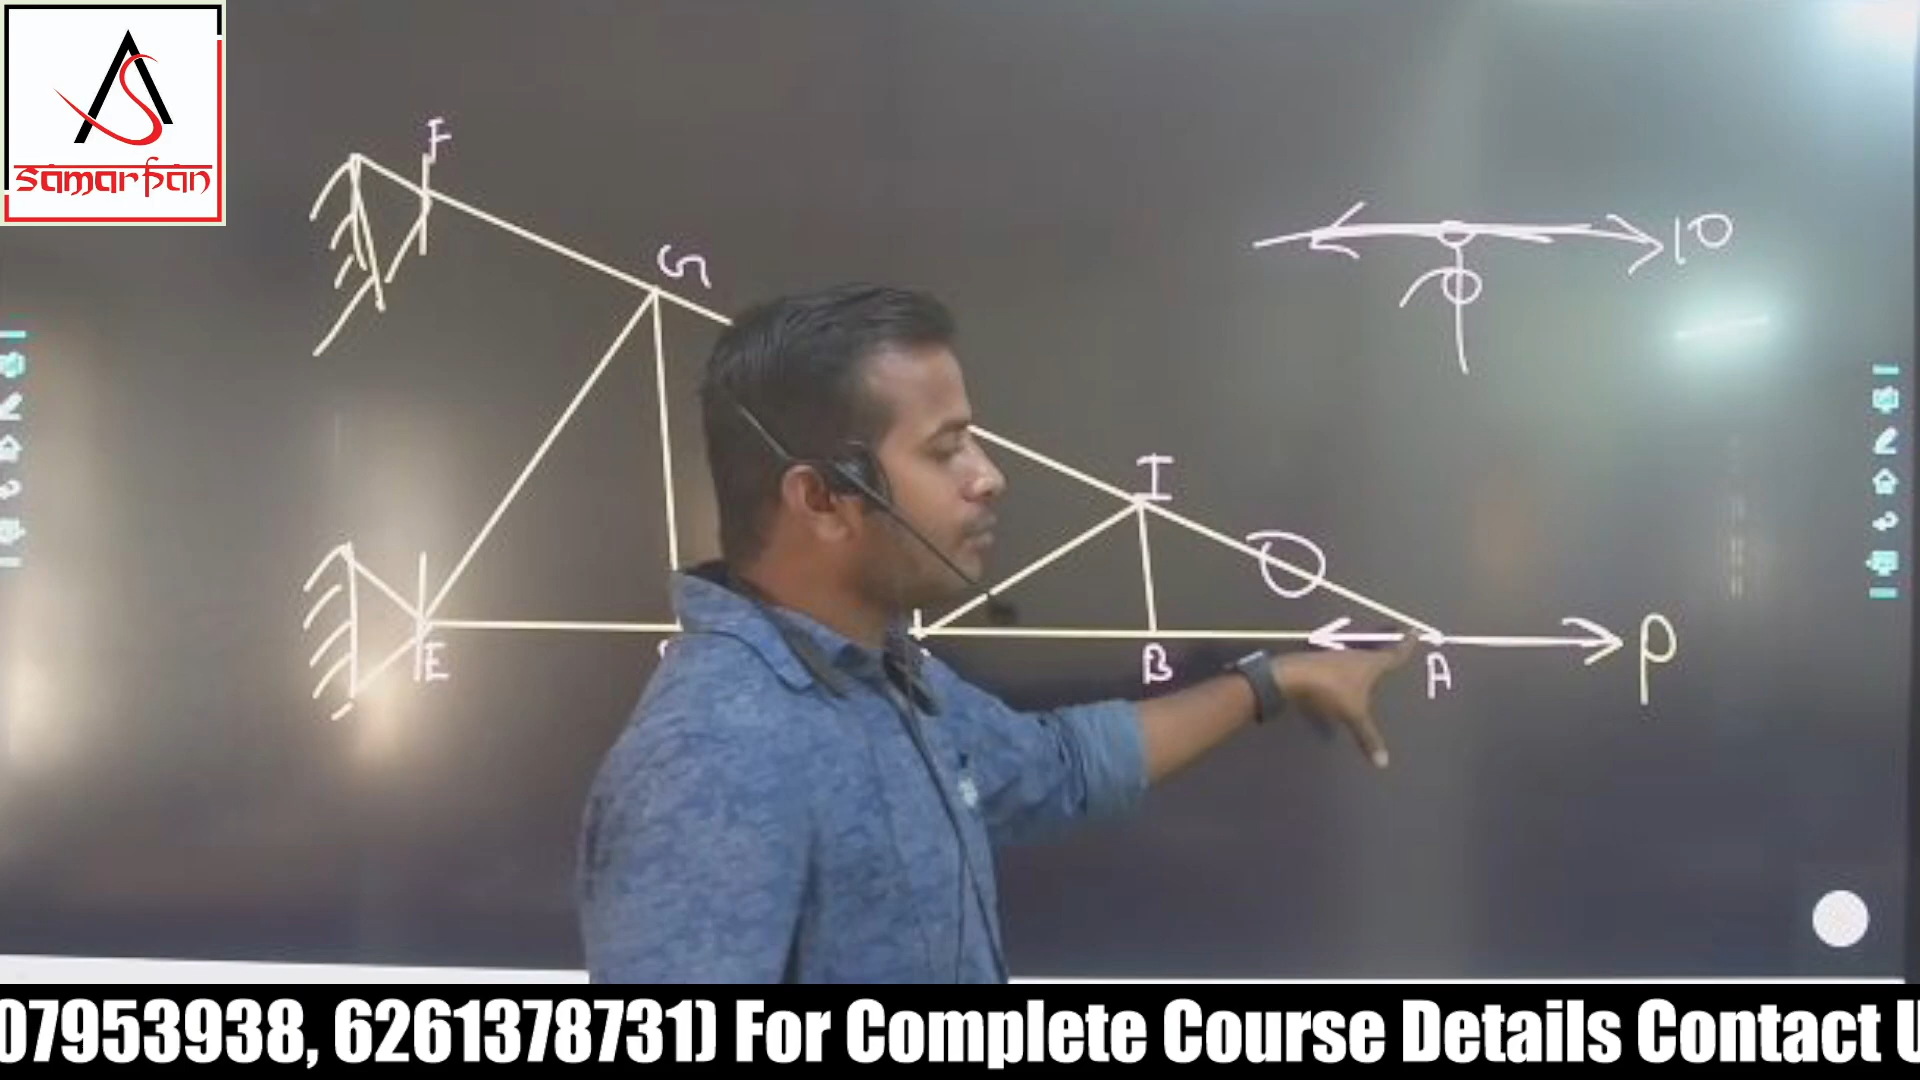 Samarpan
F
G
10
I
P
E
B
A
07953938, 6261378731) For Complete Course Details Contact U